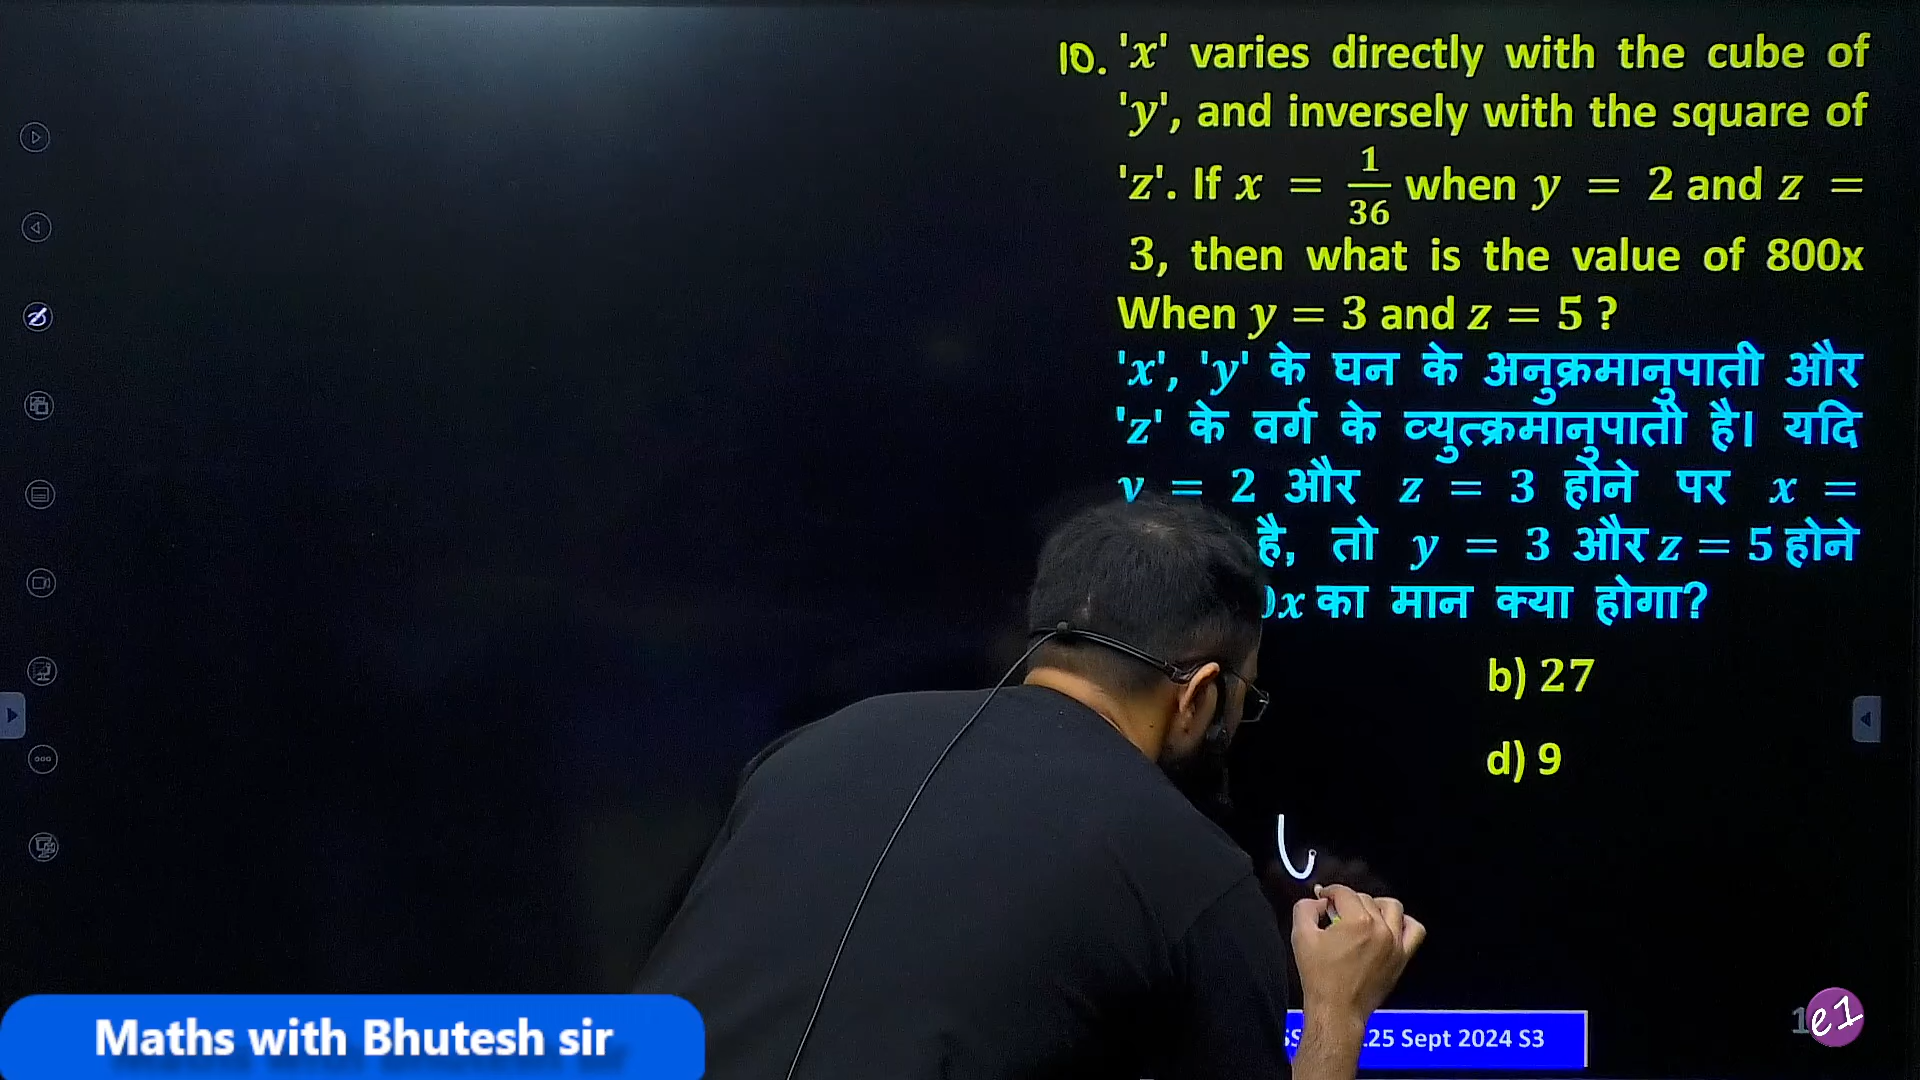 10. 'x' varies directly with the cube of
'y', and inversely with the square of
'z'. If x = 1/36 when y = 2 and z =
3, then what is the value of 800x
When y = 3 and z = 5 ?
'x', 'y' के घन के अनुक्रमानुपाती और
'z' के वर्ग के व्युत्क्रमानुपाती है। यदि
y = 2 और z = 3 होने पर x =
है, तो y = 3 और z = 5 होने
x का मान क्या होगा?
b) 27
d) 9
25 Sept 2024 S3
e1
Maths with Bhutesh sir